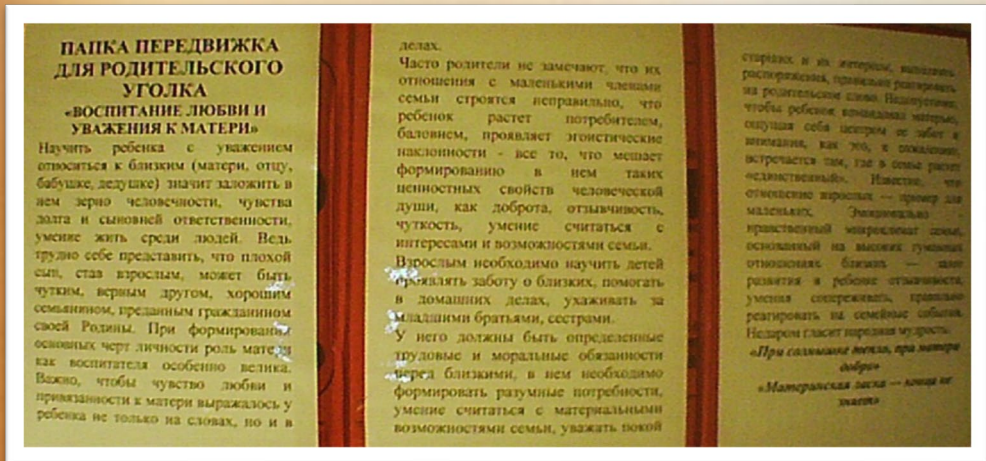 ПАПКА ПЕРЕДВИЖКА
ДЛЯ РОДИТЕЛЬСКОГО
УГОЛКА
«ВОСПИТАНИЕ ЛЮБВИ И
УВАЖЕНИЯ К МАТЕРИ»
Научить ребенка с уважением
относиться к близким (матери, отцу,
бабушке, дедушке) значит заложить в
нем зерно человечности, чувства
долга и сыновней ответственности,
умение жить среди людей. Ведь
трудно себе представить, что плохой
сын, став взрослым, может быть
чутким, верным другом, хорошим
семьянином, преданным гражданином
своей Родины. При формировании
основных черт личности роль матери
как воспитателя особенно велика.
Важно, чтобы чувство любви и
привязанности к матери выражалось у
ребенка не только на словах, но и в
делах.
Часто родители не замечают, что их
отношения с маленькими членами
семьи строятся неправильно, что
ребенок растет потребителем,
баловнем, проявляет эгоистические
наклонности - все то, что мешает
формированию в нем таких
ценностных свойств человеческой
души, как доброта, отзывчивость,
чуткость, умение считаться с
интересами и возможностями семьи.
Взрослым необходимо научить детей
проявлять заботу о близких, помогать
в домашних делах, ухаживать за
младшими братьями, сестрами.
У него должны быть определенные
трудовые и моральные обязанности
перед близкими, в нем необходимо
формировать разумные потребности,
умение считаться с материальными
возможностями семьи, уважать покой
старших и их интересы, выполнять
распоряжения, правильно реагировать
на родительское слово. Недопустимо,
чтобы ребенок командовал матерью,
ощущая себя центром ее забот и
внимания, как это, к сожалению,
встречается там, где в семье растет
«единственный». Известно, что
отношение взрослых — пример для
маленьких. Эмоционально -
нравственный микроклимат семьи,
основанный на высоких гуманных
отношениях близких — залог
развития в ребенке отзывчивости,
умения сопереживать, правильно
реагировать на семейные события.
Недаром гласит народная мудрость:
«При солнышке тепло, при матери
добро»
«Материнская ласка — конца не
знает»